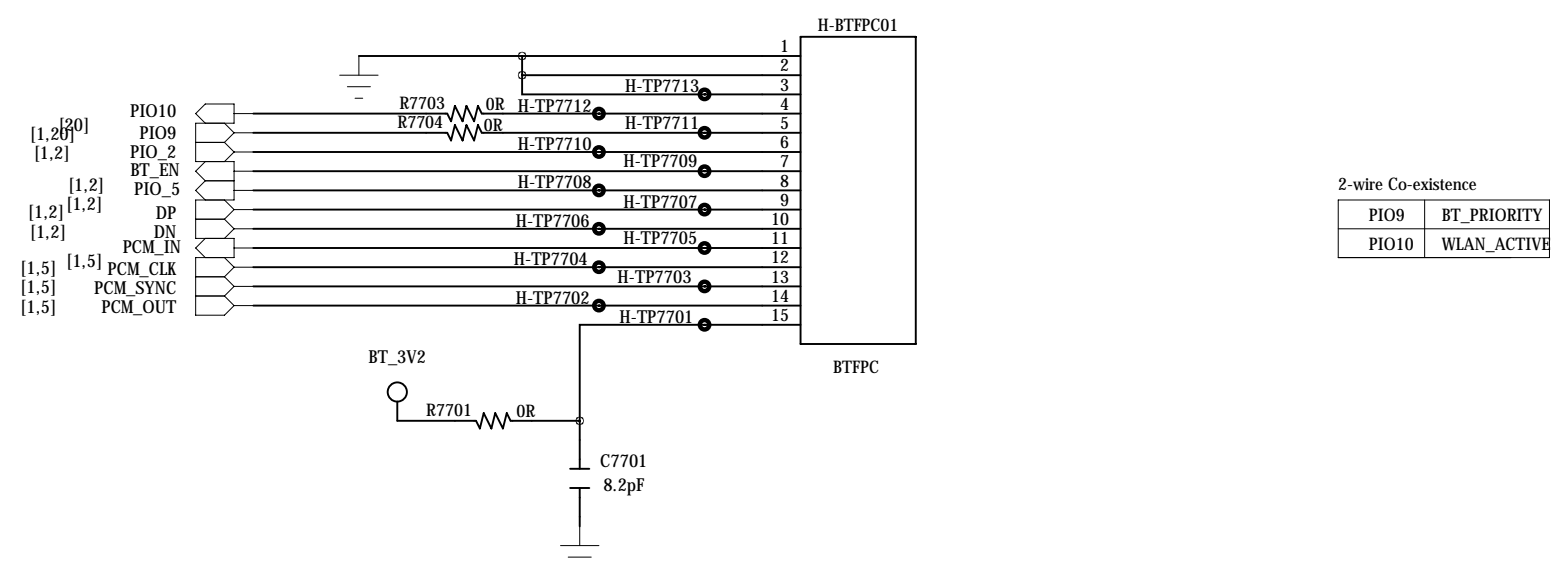 H-BTFPC01
1
2
H-TP7713 3
PIO10 R7703 0R H-TP7712 4
[20]
[1,20] PIO9 R7704 0R H-TP7711 5
[1,2] PIO_2 H-TP7710 6
BT_EN H-TP7709 7
[1,2] PIO_5 H-TP7708 8
[1,2] [1,2] DP H-TP7707 9
[1,2] DN H-TP7706 10
PCM_IN H-TP7705 11
[1,5] [1,5] PCM_CLK H-TP7704 12
[1,5] PCM_SYNC H-TP7703 13
[1,5] PCM_OUT H-TP7702 14
H-TP7701 15
BTFPC
BT_3V2
R7701 0R
C7701
8.2pF
2-wire Co-existence
PIO9 BT_PRIORITY
PIO10 WLAN_ACTIVE